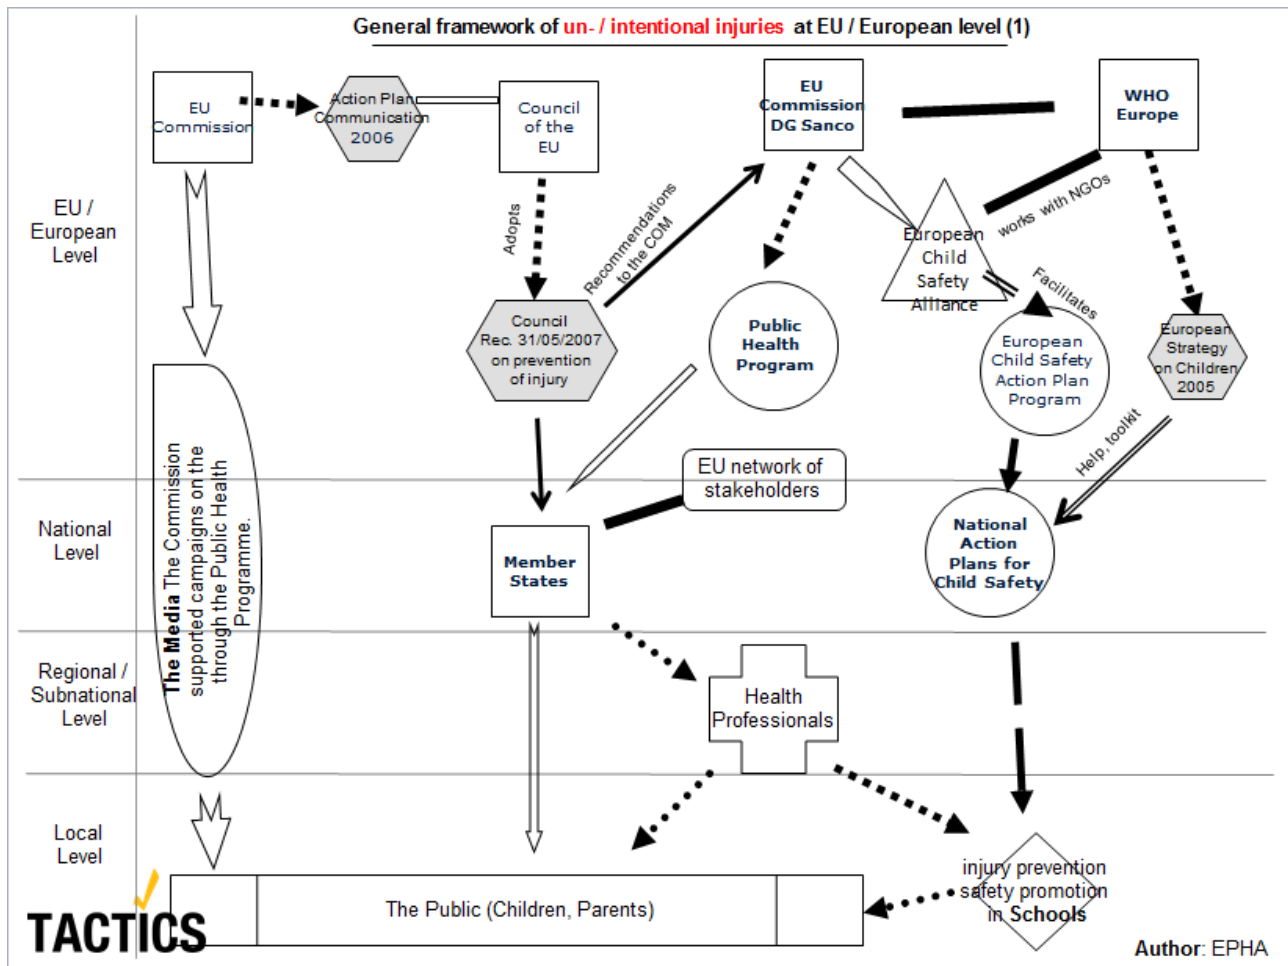 General framework of un- / intentional injuries at EU / European level (1)
EU
Commission
Action Plan
Communication
2006
Council
of the
EU
EU
Commission
DG Sanco
WHO
Europe
EU /
European
Level
Adopts
Recommendations
to the COM
works with NGOs
European
Child
Safety
Alliance
Facilitates
Council
Rec. 31/05/2007
on prevention
of injury
Public
Health
Program
European
Child Safety
Action Plan
Program
European
Strategy
on Children
2005
Help, toolkit
EU network of
stakeholders
National
Level
The Media The Commission
supported campaigns on the
through the Public Health
Programme.
Member
States
National
Action
Plans for
Child Safety
Regional /
Subnational
Level
Health
Professionals
Local
Level
The Public (Children, Parents)
injury prevention
safety promotion
in Schools
TACTICS
Author: EPHA